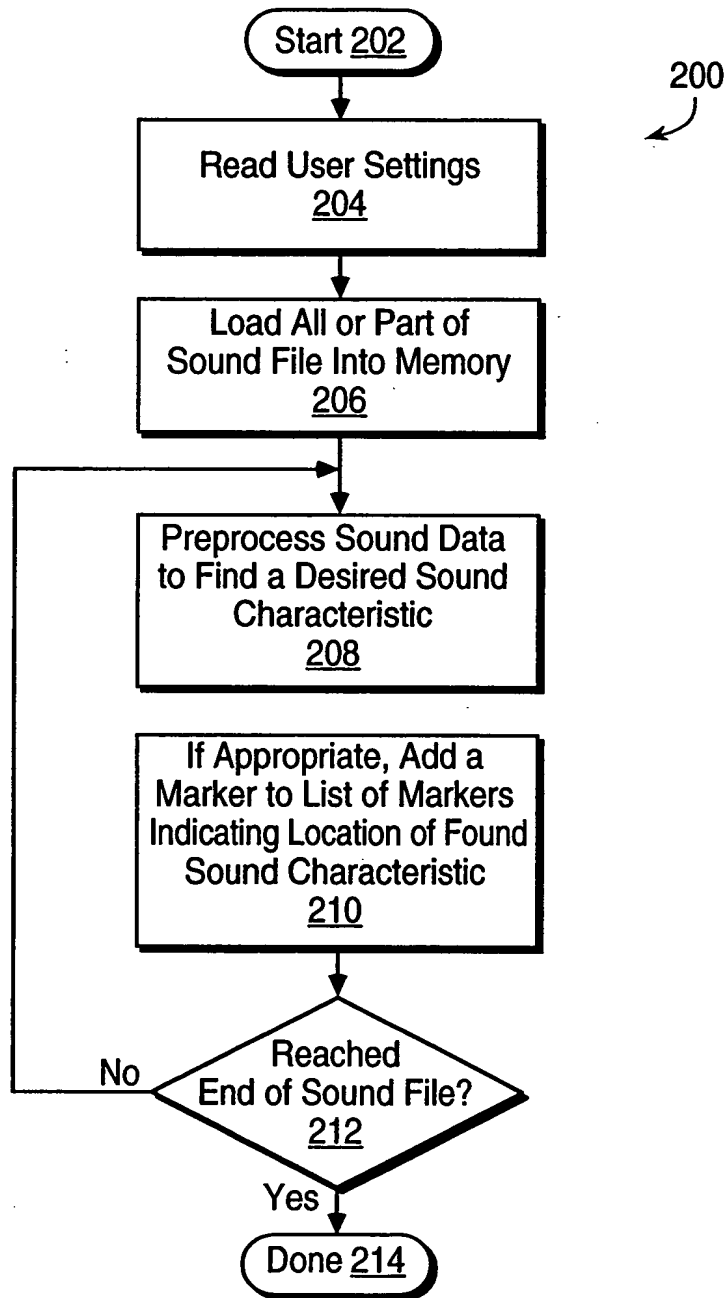 Start 202
200
Read User Settings
204
Load All or Part of
Sound File Into Memory
206
Preprocess Sound Data
to Find a Desired Sound
Characteristic
208
If Appropriate, Add a
Marker to List of Markers
Indicating Location of Found
Sound Characteristic
210
Reached
End of Sound File?
212
No
Yes
Done 214